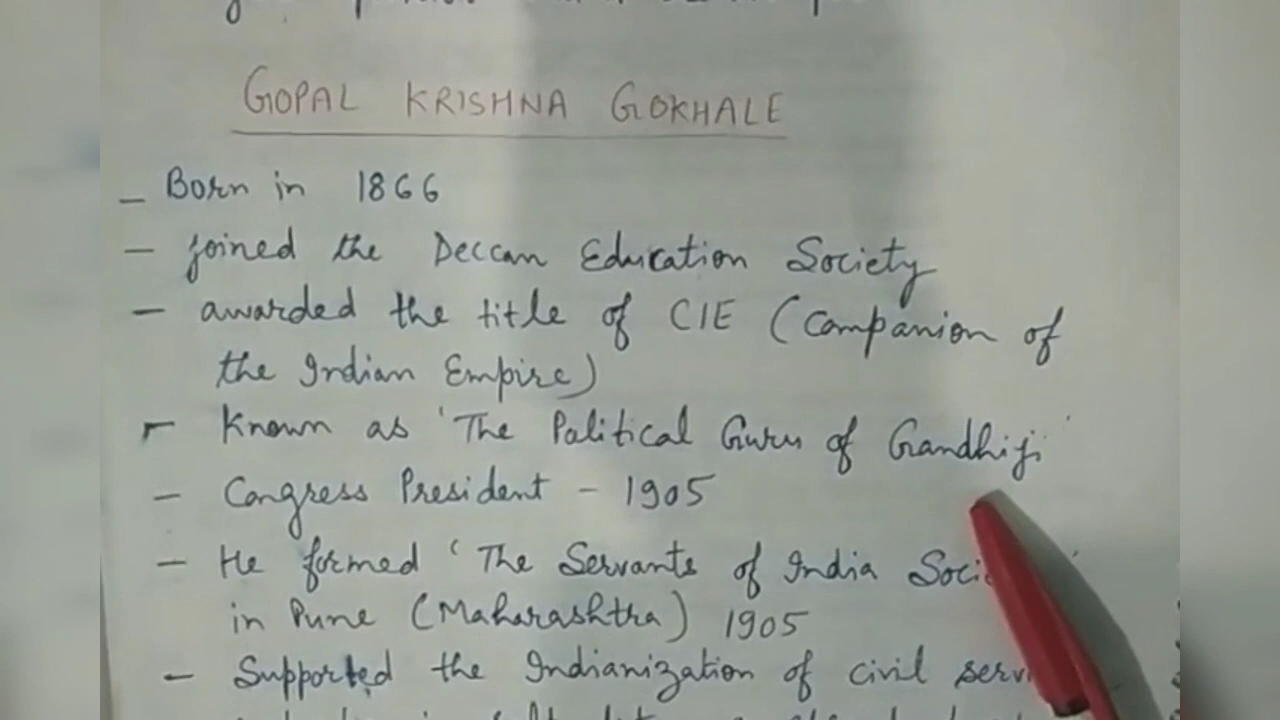 GOPAL KRISHNA GOKHALE
- Born in 1866
- joined the Deccan Education Society
- awarded the title of CIE (Companion of
the Indian Empire)
- Known as 'The Political Guru of Gandhiji'
- Congress President - 1905
- He formed 'The Servants of India Soci
in Pune (Maharashtra) 1905
- Supported the Indianization of civil serv